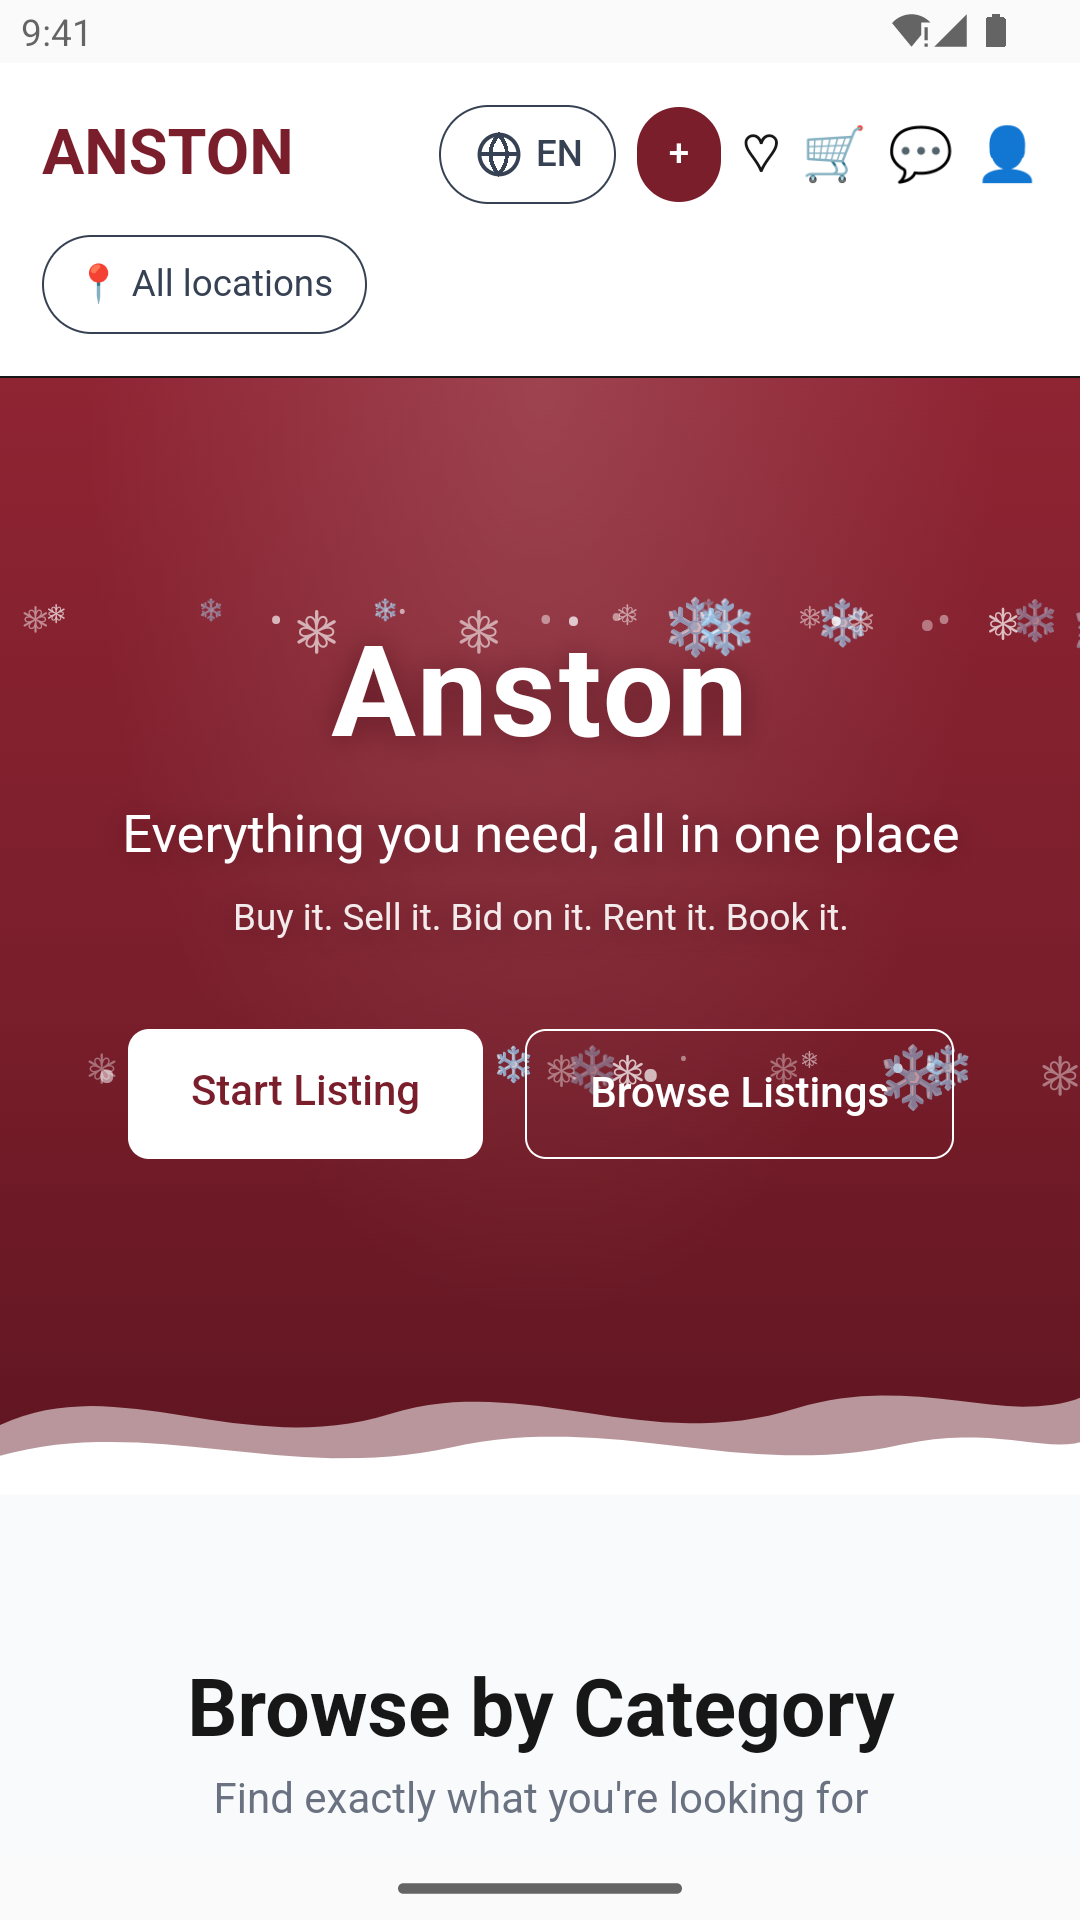 9:41
ANSTON
EN
+
All locations
Anston
Everything you need, all in one place
Buy it. Sell it. Bid on it. Rent it. Book it.
Start Listing
Browse Listings
Browse by Category
Find exactly what you're looking for